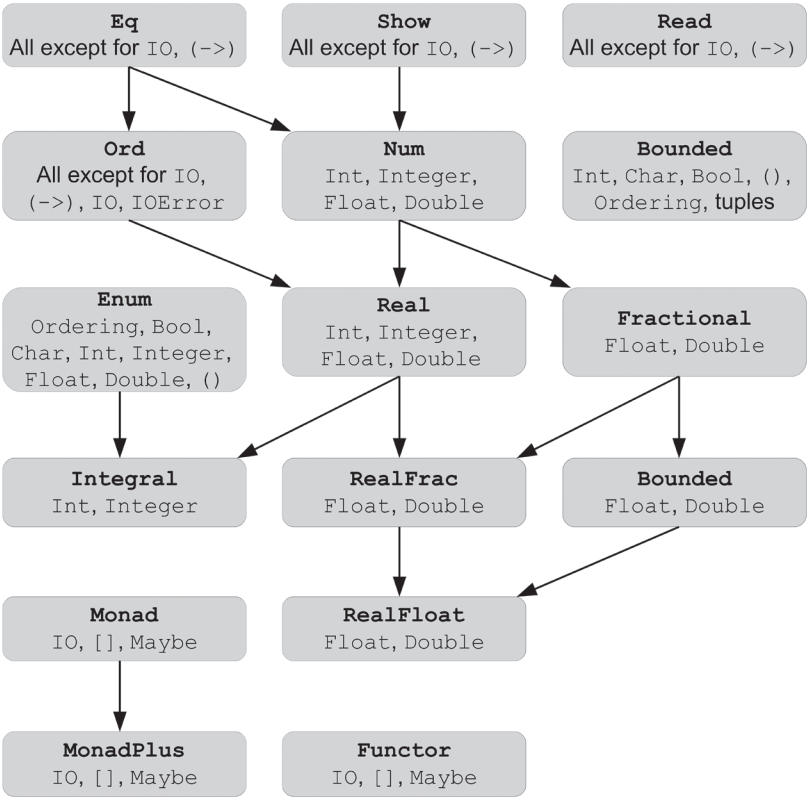 Eq
All except for IO, (->)
Show
All except for IO, (->)
Read
All except for IO, (->)
Ord
All except for IO,
(->), IO, IOError
Num
Int, Integer,
Float, Double
Bounded
Int, Char, Bool, (),
Ordering, tuples
Enum
Ordering, Bool,
Char, Int, Integer,
Float, Double, ()
Real
Int, Integer,
Float, Double
Fractional
Float, Double
Integral
Int, Integer
RealFrac
Float, Double
Bounded
Float, Double
Monad
IO, [], Maybe
RealFloat
Float, Double
MonadPlus
IO, [], Maybe
Functor
IO, [], Maybe